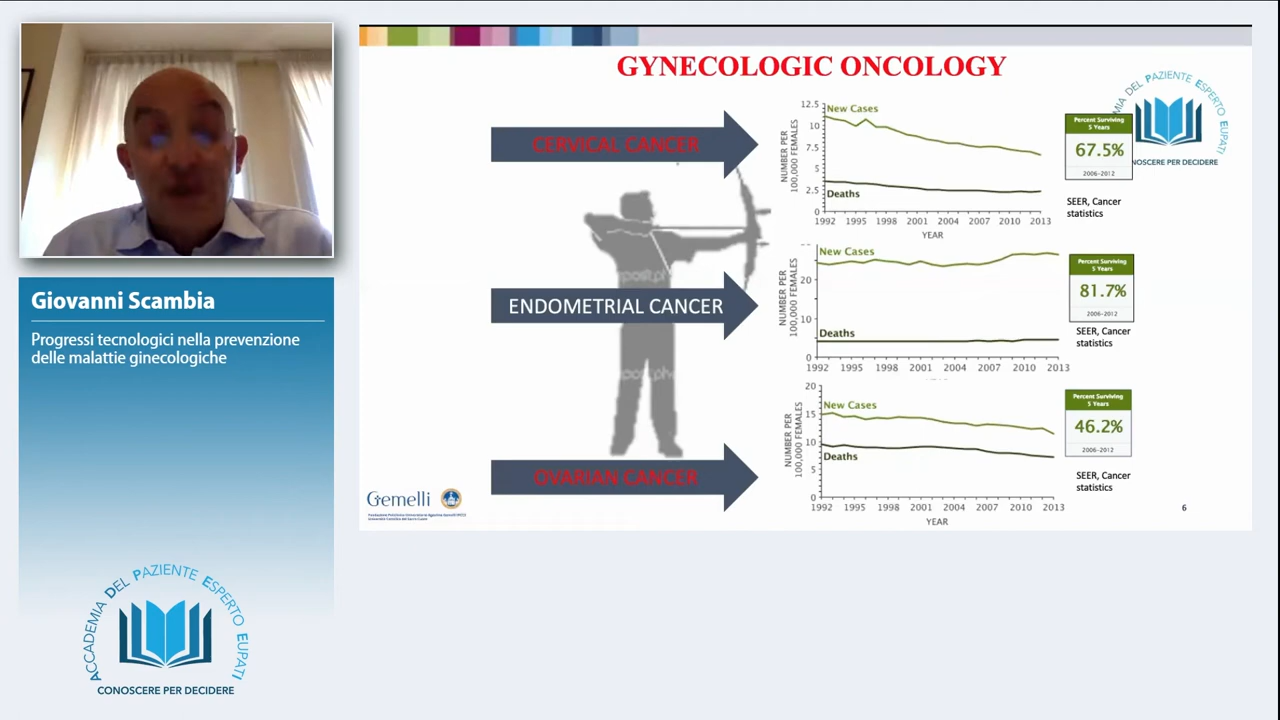 GYNECOLOGIC ONCOLOGY
CERVICAL CANCER
12.5
10
7.5
5
2.5
0
NUMBER PER
100,000 FEMALES
New Cases
Deaths
1992 1995 1998 2001 2004 2007 2010 2013
YEAR
Percent Surviving
5 Years
67.5%
2006-2012
SEER, Cancer
statistics
ENDOMETRIAL CANCER
20
10
0
NUMBER PER
100,000 FEMALES
New Cases
Deaths
1992 1995 1998 2001 2004 2007 2010 2013
Percent Surviving
5 Years
81.7%
2006-2012
SEER, Cancer
statistics
OVARIAN CANCER
20
15
10
5
0
NUMBER PER
100,000 FEMALES
New Cases
Deaths
1992 1995 1998 2001 2004 2007 2010 2013
YEAR
Percent Surviving
5 Years
46.2%
2006-2012
SEER, Cancer
statistics
6
Gemelli
DEL PAZIENTE ESPERTO EUPATI
NOSCERE PER DECIDERE
Giovanni Scambia
Progressi tecnologici nella prevenzione
delle malattie ginecologiche
ACCADEMIA DEL PAZIENTE ESPERTO EUPATI
CONOSCERE PER DECIDERE